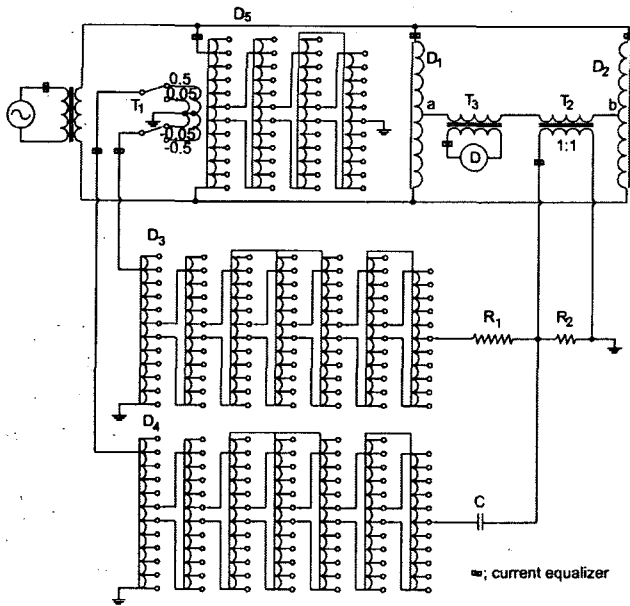 D5
D1
D2
0.5
0.05
T1
0.05
-0.5
a
T3
T2
b
D
1:1
D3
R1
R2
D4
C
; current equalizer